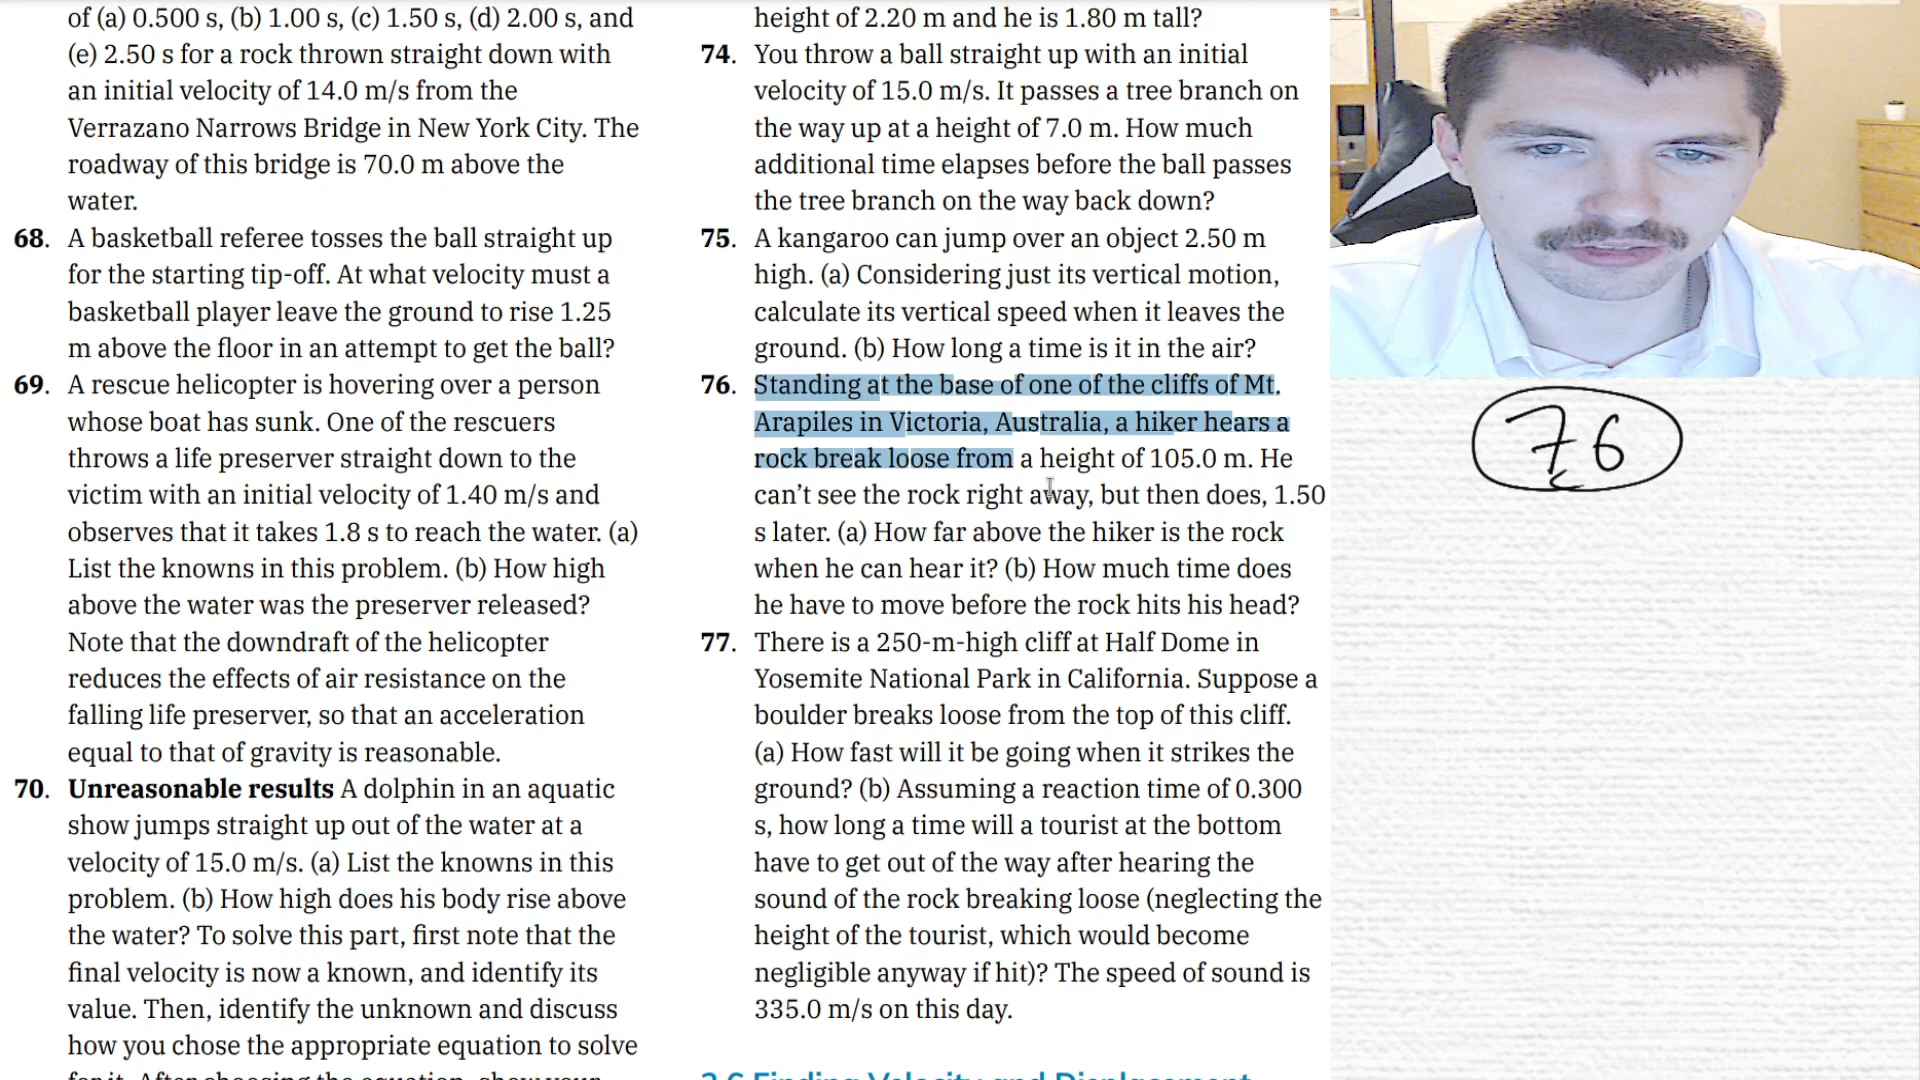 of (a) 0.500 s, (b) 1.00 s, (c) 1.50 s, (d) 2.00 s, and
(e) 2.50 s for a rock thrown straight down with
an initial velocity of 14.0 m/s from the
Verrazano Narrows Bridge in New York City. The
roadway of this bridge is 70.0 m above the
water.
68. A basketball referee tosses the ball straight up
for the starting tip-off. At what velocity must a
basketball player leave the ground to rise 1.25
m above the floor in an attempt to get the ball?
69. A rescue helicopter is hovering over a person
whose boat has sunk. One of the rescuers
throws a life preserver straight down to the
victim with an initial velocity of 1.40 m/s and
observes that it takes 1.8 s to reach the water. (a)
List the knowns in this problem. (b) How high
above the water was the preserver released?
Note that the downdraft of the helicopter
reduces the effects of air resistance on the
falling life preserver, so that an acceleration
equal to that of gravity is reasonable.
70. Unreasonable results A dolphin in an aquatic
show jumps straight up out of the water at a
velocity of 15.0 m/s. (a) List the knowns in this
problem. (b) How high does his body rise above
the water? To solve this part, first note that the
final velocity is now a known, and identify its
value. Then, identify the unknown and discuss
how you chose the appropriate equation to solve
for it. After choosing the equation, show your
height of 2.20 m and he is 1.80 m tall?
74. You throw a ball straight up with an initial
velocity of 15.0 m/s. It passes a tree branch on
the way up at a height of 7.0 m. How much
additional time elapses before the ball passes
the tree branch on the way back down?
75. A kangaroo can jump over an object 2.50 m
high. (a) Considering just its vertical motion,
calculate its vertical speed when it leaves the
ground. (b) How long a time is it in the air?
76. Standing at the base of one of the cliffs of Mt.
Arapiles in Victoria, Australia, a hiker hears a
rock break loose from a height of 105.0 m. He
can’t see the rock right away, but then does, 1.50
s later. (a) How far above the hiker is the rock
when he can hear it? (b) How much time does
he have to move before the rock hits his head?
77. There is a 250-m-high cliff at Half Dome in
Yosemite National Park in California. Suppose a
boulder breaks loose from the top of this cliff.
(a) How fast will it be going when it strikes the
ground? (b) Assuming a reaction time of 0.300
s, how long a time will a tourist at the bottom
have to get out of the way after hearing the
sound of the rock breaking loose (neglecting the
height of the tourist, which would become
negligible anyway if hit)? The speed of sound is
335.0 m/s on this day.
3.6 Finding Velocity and Displacement
76